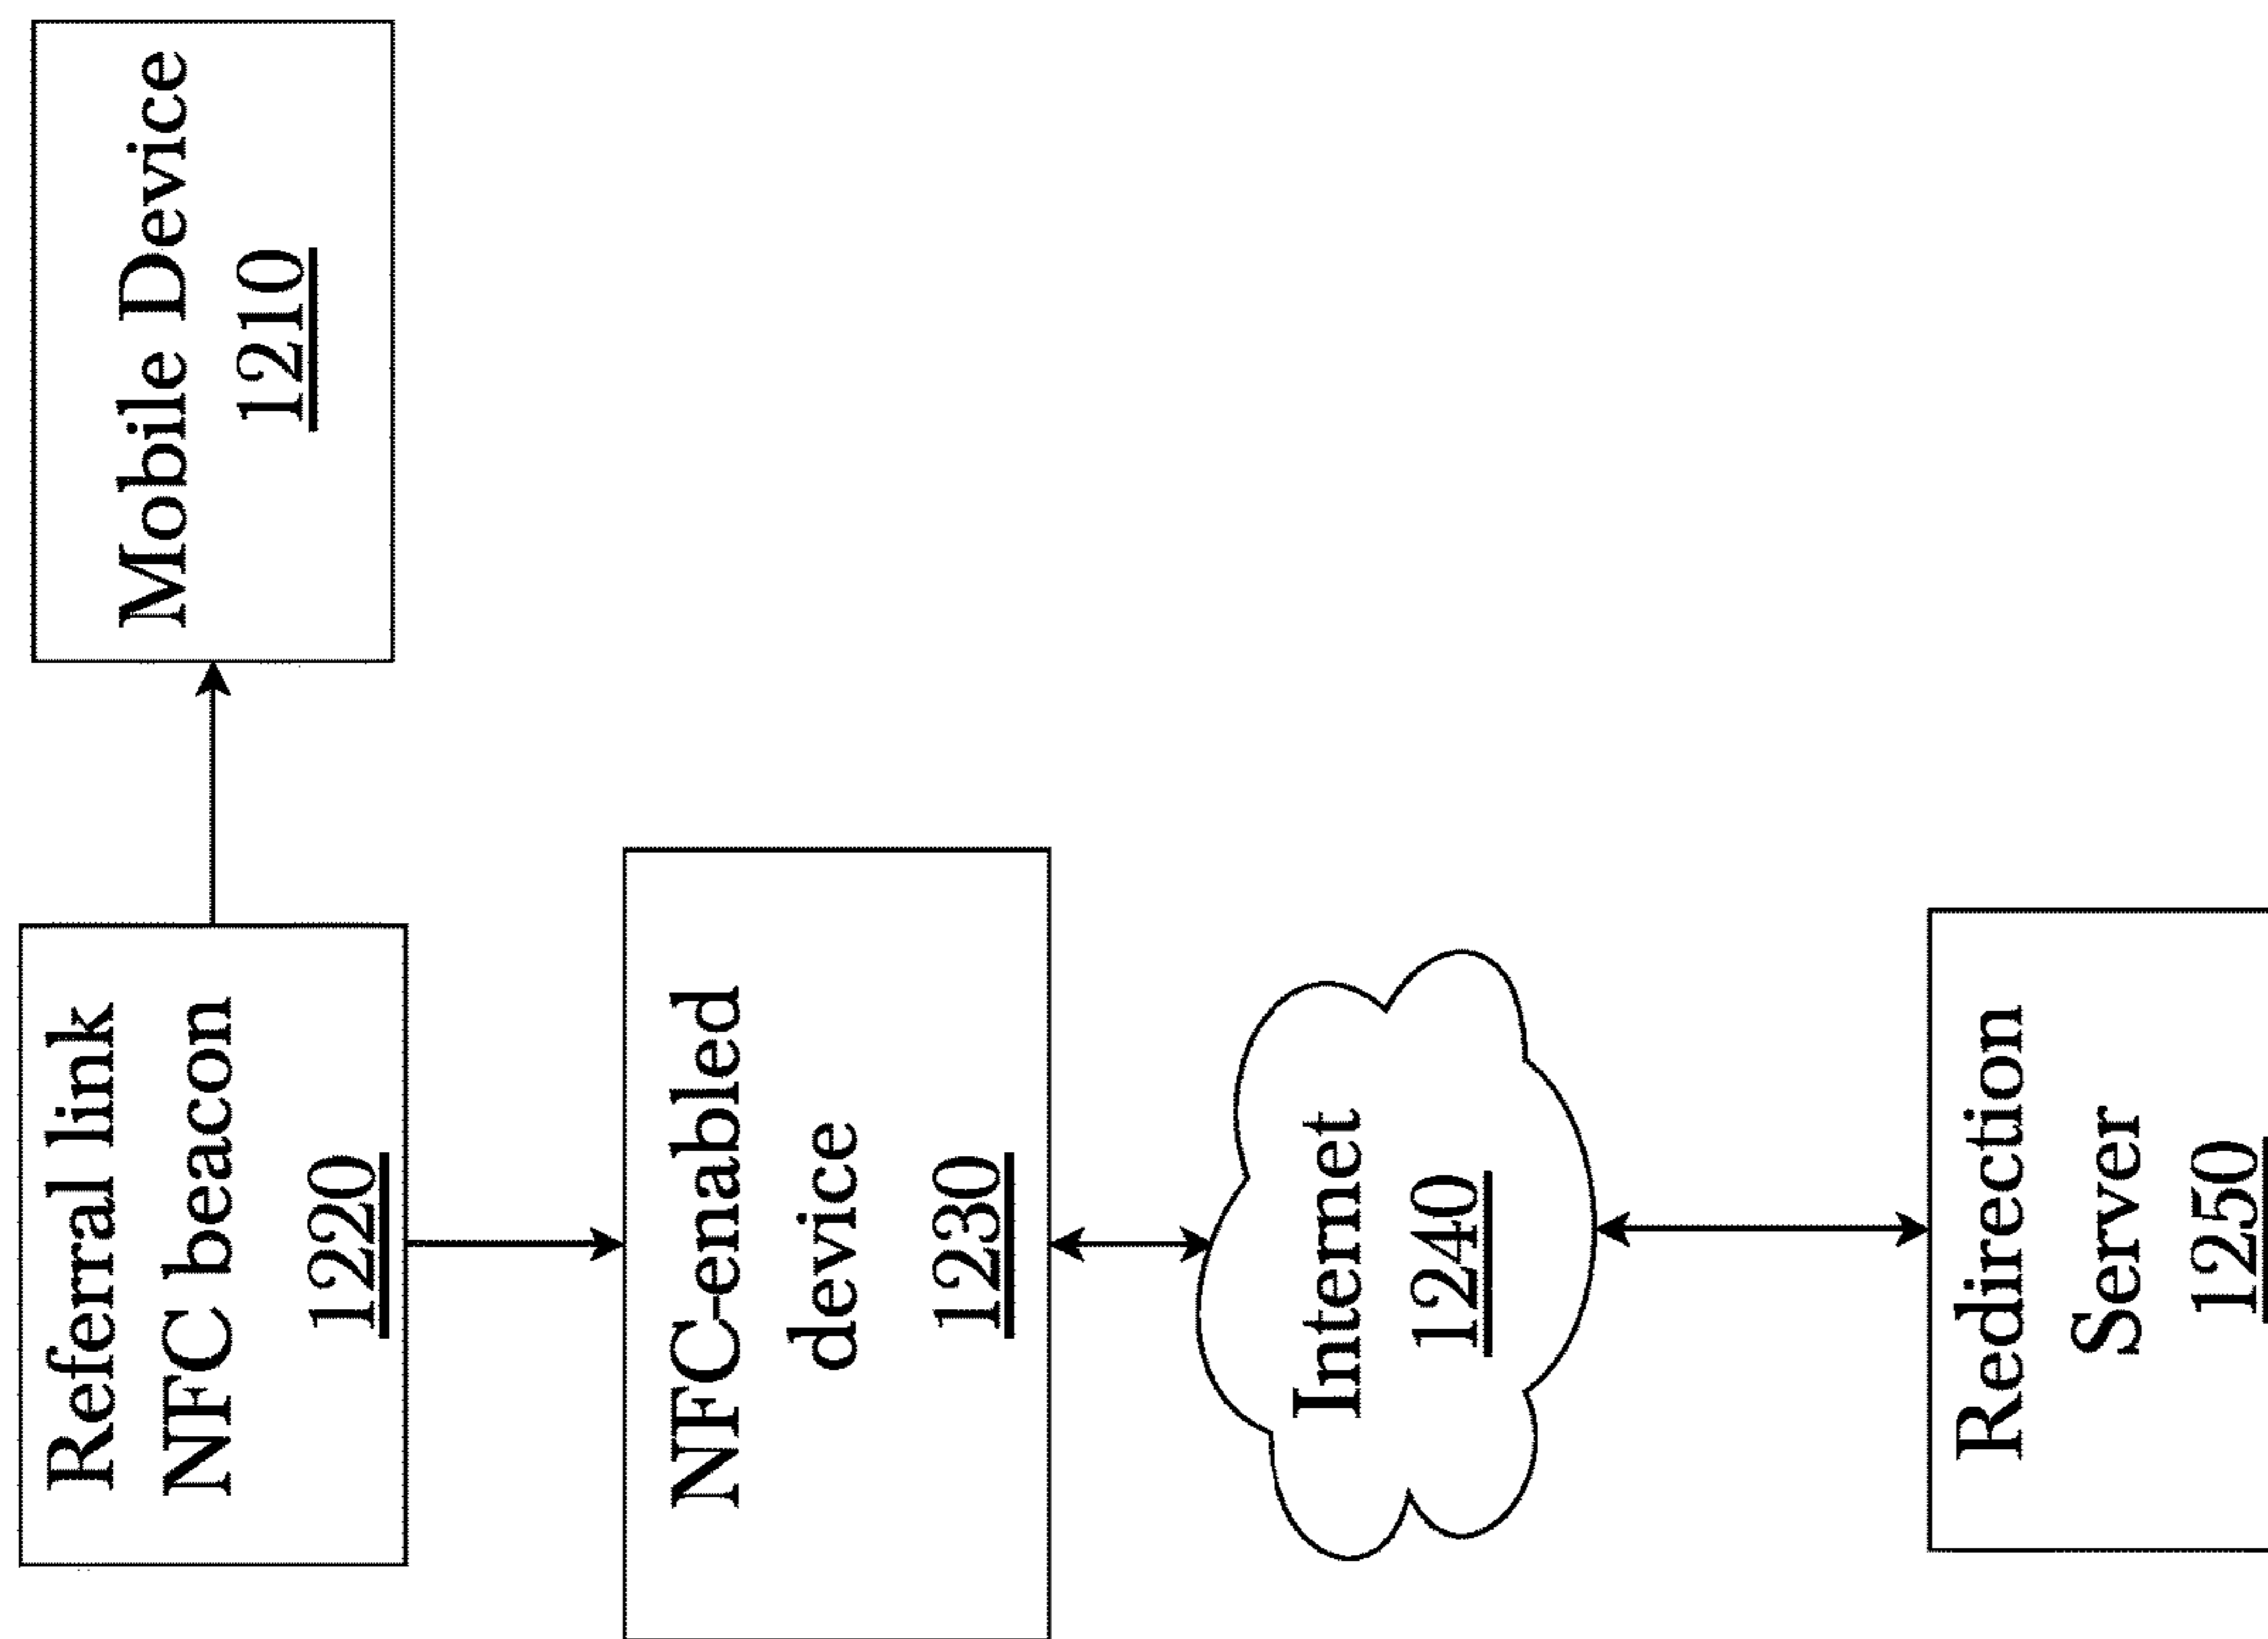 Referral link
NFC beacon
1220
Mobile Device
1210
NFC-enabled
device
1230
Internet
1240
Redirection
Server
1250